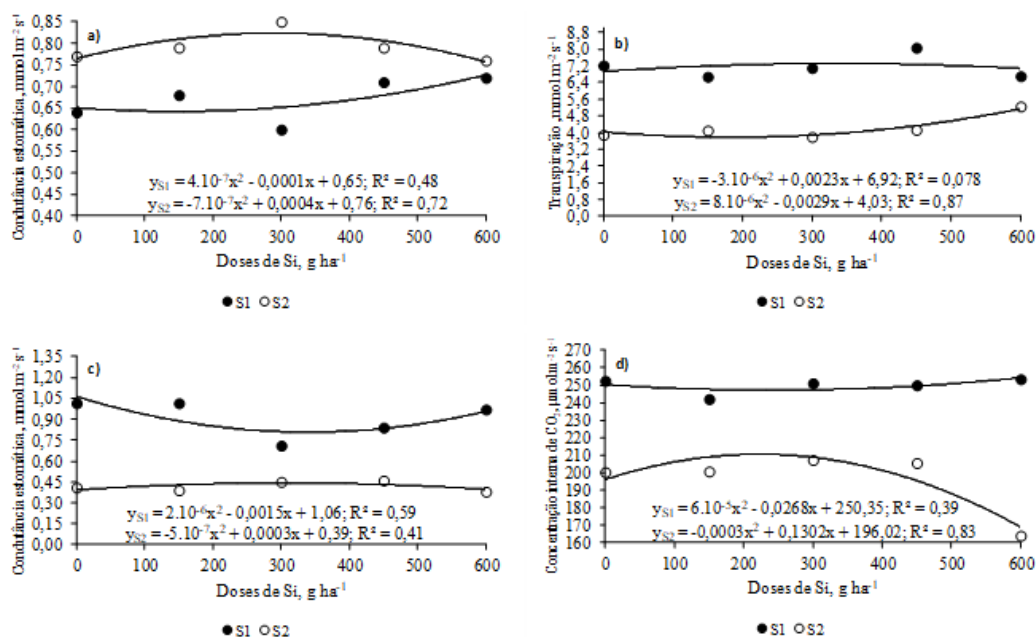 Condutância estomática, mmol m⁻² s⁻¹
0,85
0,80
0,75
0,70
0,65
0,60
0,55
0,50
0,45
0,40
a)
y_S1 = 4.10⁻⁷x² - 0,0001x + 0,65; R² = 0,48
y_S2 = -7.10⁻⁷x² + 0,0004x + 0,76; R² = 0,72
0 100 200 300 400 500 600
Doses de Si, g ha⁻¹
S1 S2
Transpiração, mmol m⁻² s⁻¹
8,8
8,0
7,2
6,4
5,6
4,8
4,0
3,2
2,4
1,6
0,8
0,0
b)
y_S1 = -3.10⁻⁶x² + 0,0023x + 6,92; R² = 0,078
y_S2 = 8.10⁻⁶x² - 0,0029x + 4,03; R² = 0,87
0 100 200 300 400 500 600
Doses de Si, g ha⁻¹
S1 S2
Condutância estomática, mmol m⁻² s⁻¹
1,35
1,20
1,05
0,90
0,75
0,60
0,45
0,30
0,15
0,00
c)
y_S1 = 2.10⁻⁶x² - 0,0015x + 1,06; R² = 0,59
y_S2 = -5.10⁻⁷x² + 0,0003x + 0,39; R² = 0,41
0 100 200 300 400 500 600
Doses de Si, g ha⁻¹
S1 S2
Concentração interna de CO₂, µmol m⁻² s⁻¹
270
260
250
240
230
220
210
200
190
180
170
160
d)
y_S1 = 6.10⁻⁵x² - 0,0268x + 250,35; R² = 0,39
y_S2 = -0,0003x² + 0,1302x + 196,02; R² = 0,83
0 100 200 300 400 500 600
Doses de Si, g ha⁻¹
S1 S2